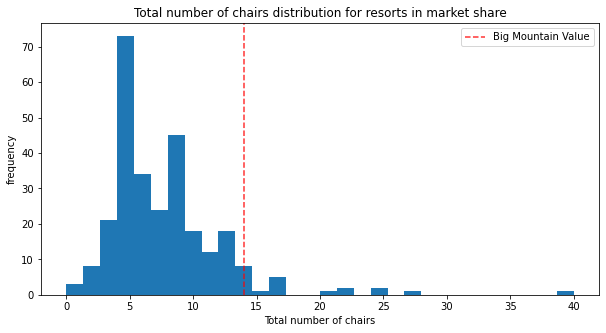 Total number of chairs distribution for resorts in market share
Big Mountain Value
frequency
70
60
50
40
30
20
10
0
0 5 10 15 20 25 30 35 40
Total number of chairs